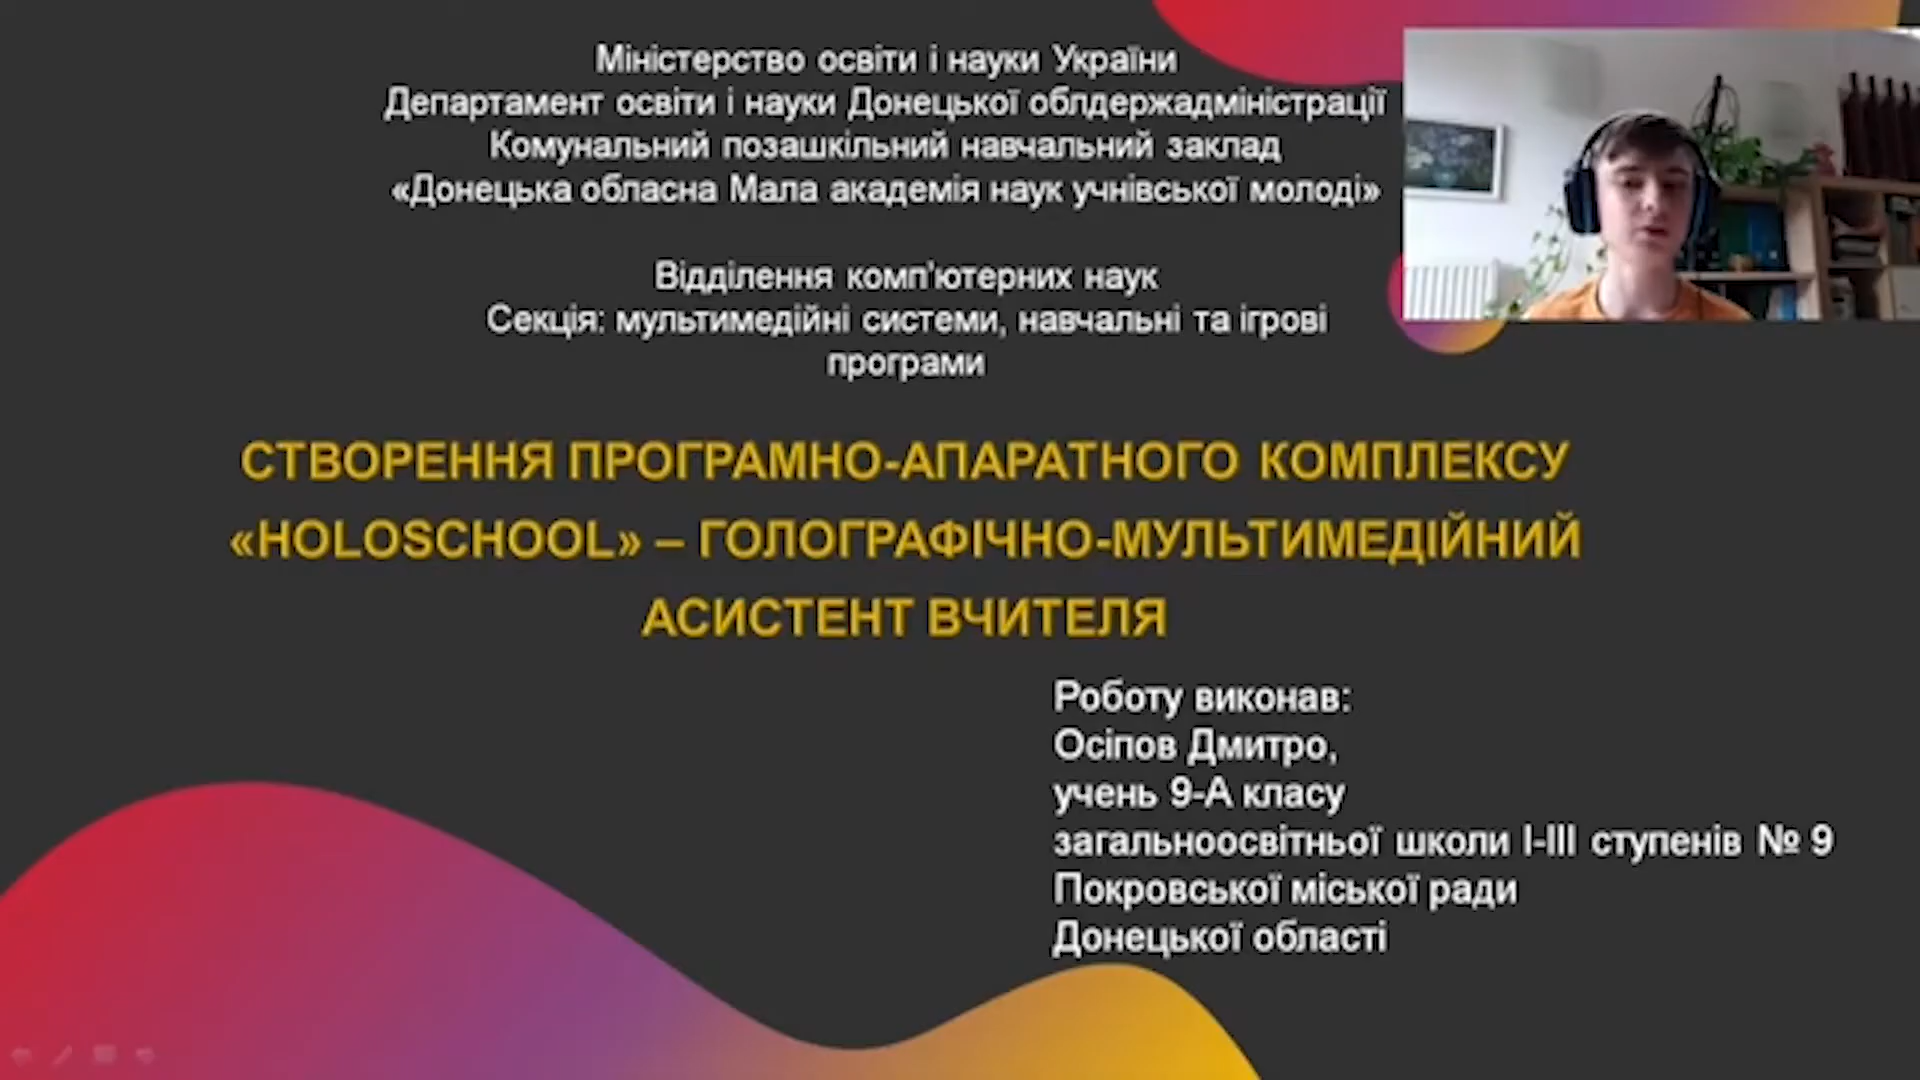 Міністерство освіти і науки України
Департамент освіти і науки Донецької облдержадміністрації
Комунальний позашкільний навчальний заклад
«Донецька обласна Мала академія наук учнівської молоді»
Відділення комп'ютерних наук
Секція: мультимедійні системи, навчальні та ігрові
програми
СТВОРЕННЯ ПРОГРАМНО-АПАРАТНОГО КОМПЛЕКСУ
«HOLOSCHOOL» – ГОЛОГРАФІЧНО-МУЛЬТИМЕДІЙНИЙ
АСИСТЕНТ ВЧИТЕЛЯ
Роботу виконав:
Осіпов Дмитро,
учень 9-А класу
загальноосвітньої школи І-ІІІ ступенів № 9
Покровської міської ради
Донецької області